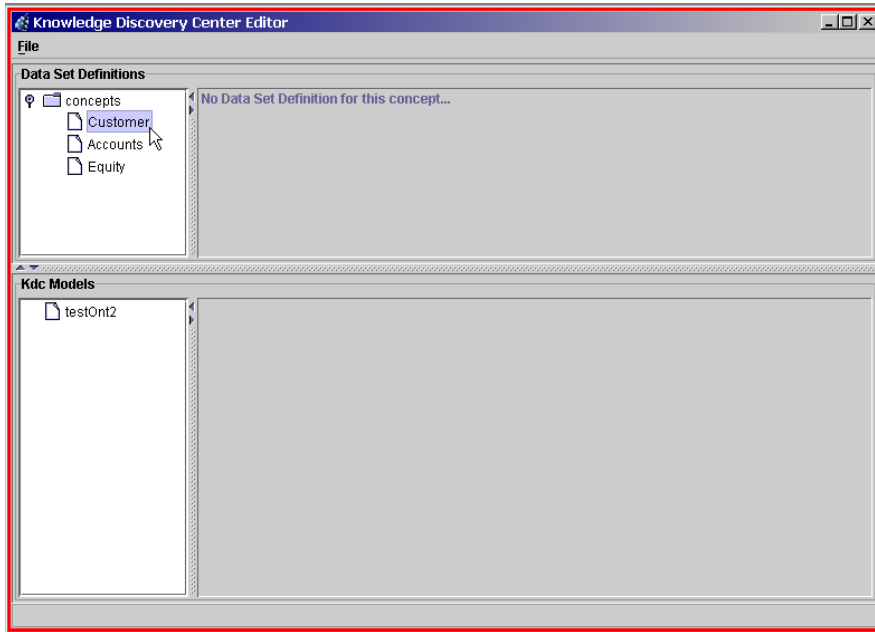 Knowledge Discovery Center Editor
File
Data Set Definitions
concepts
Customer
Accounts
Equity
No Data Set Definition for this concept...
Kdc Models
testOnt2